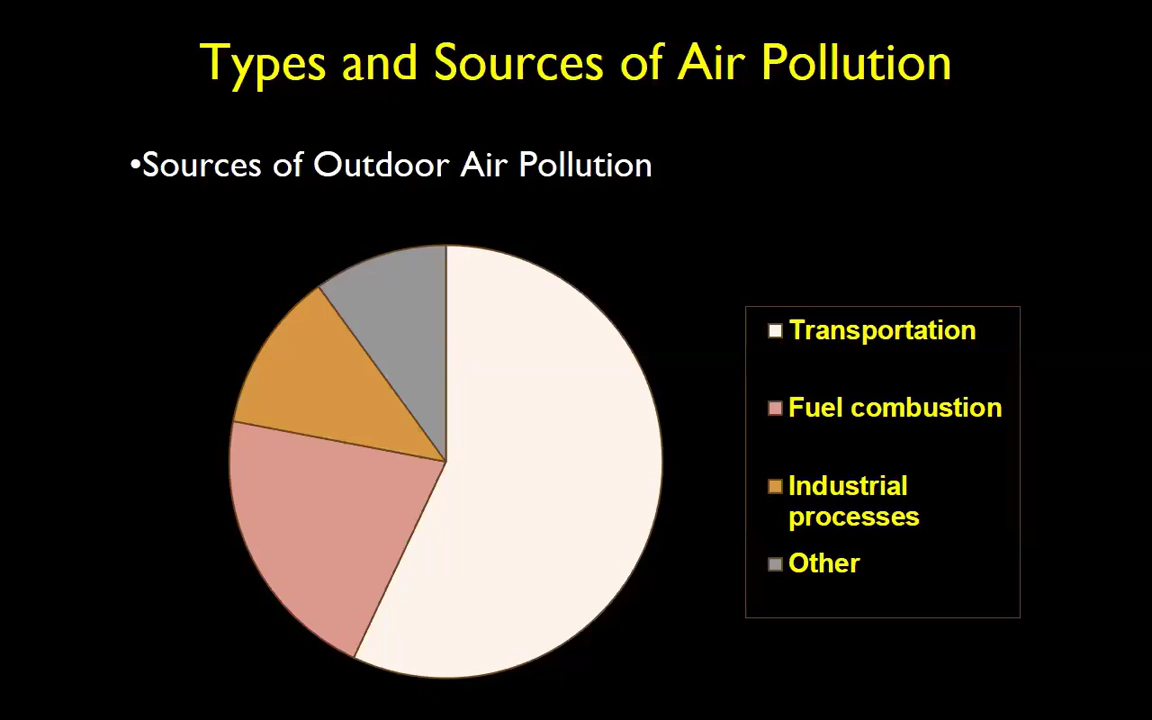 Types and Sources of Air Pollution
•Sources of Outdoor Air Pollution
Transportation
Fuel combustion
Industrial
processes
Other